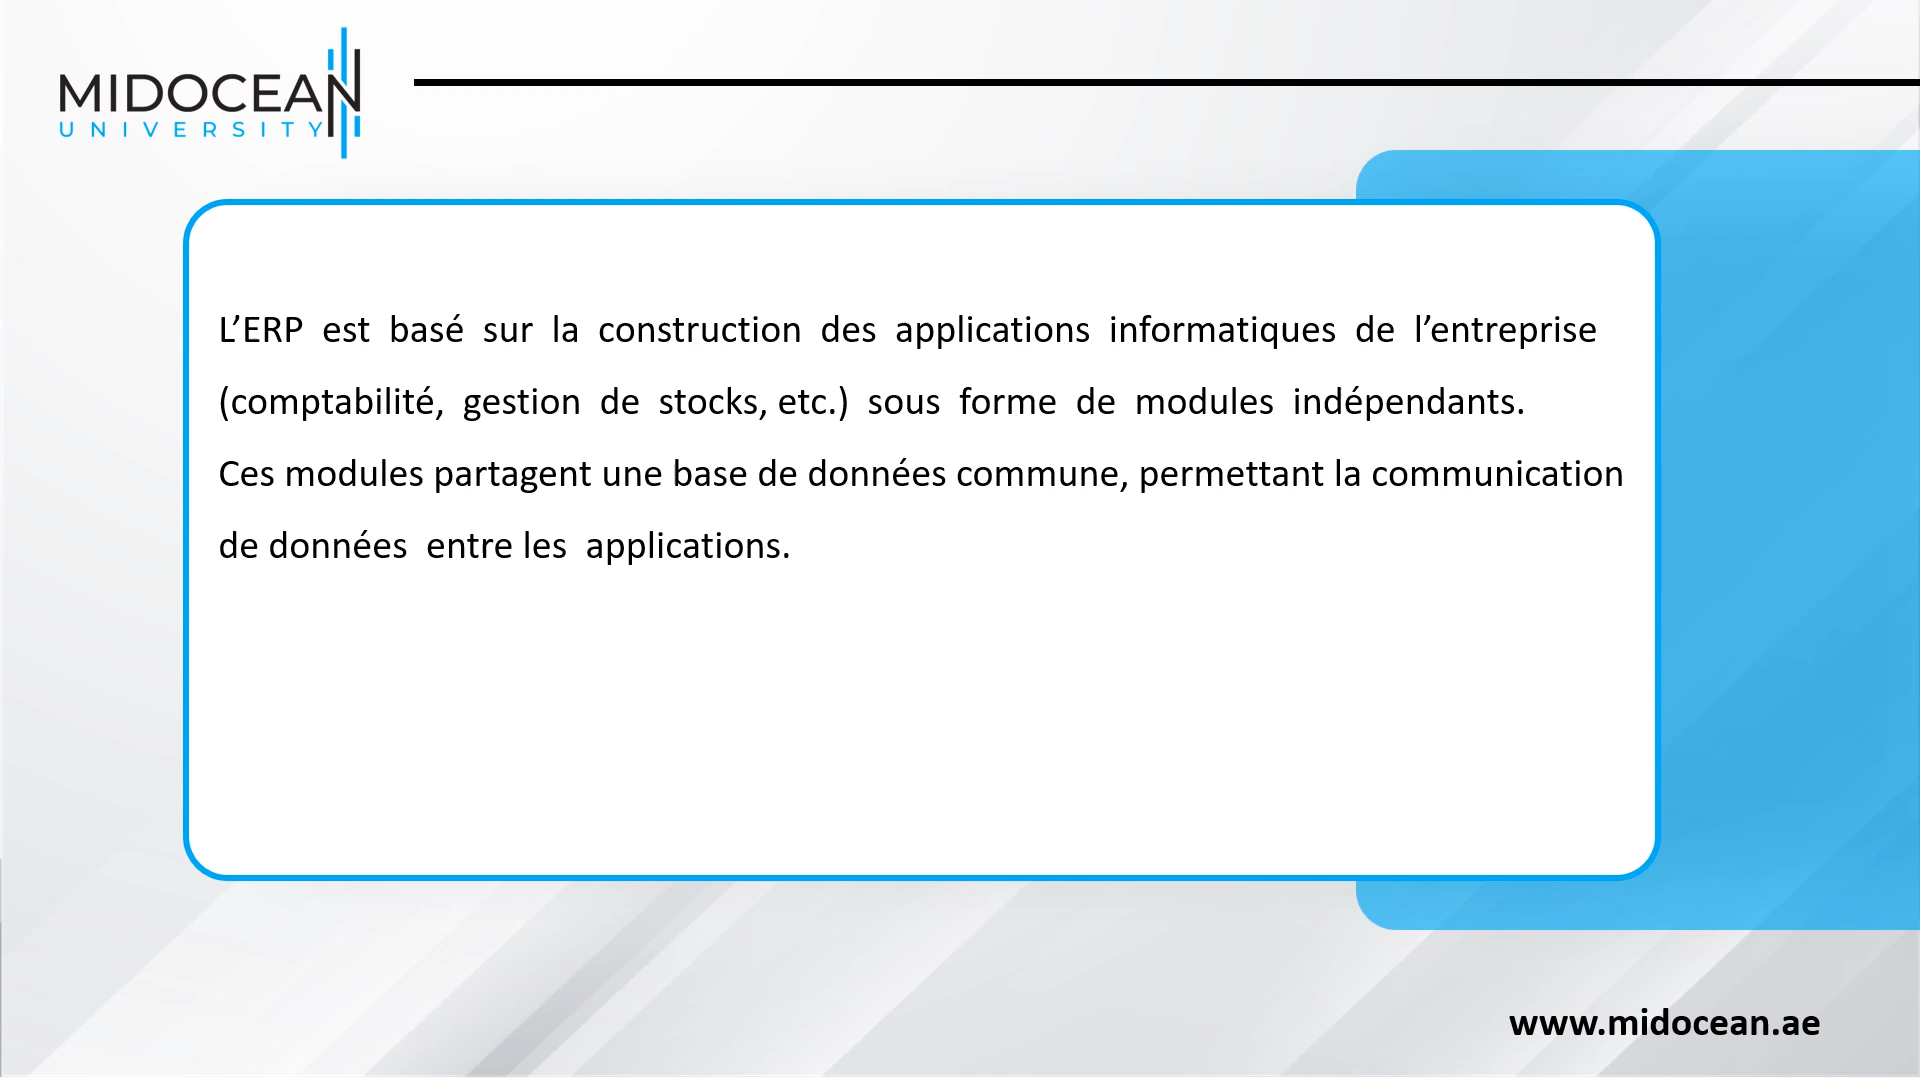 MIDOCEAN
UNIVERSITY
L’ERP est basé sur la construction des applications informatiques de l’entreprise
(comptabilité, gestion de stocks, etc.) sous forme de modules indépendants.
Ces modules partagent une base de données commune, permettant la communication
de données entre les applications.
www.midocean.ae